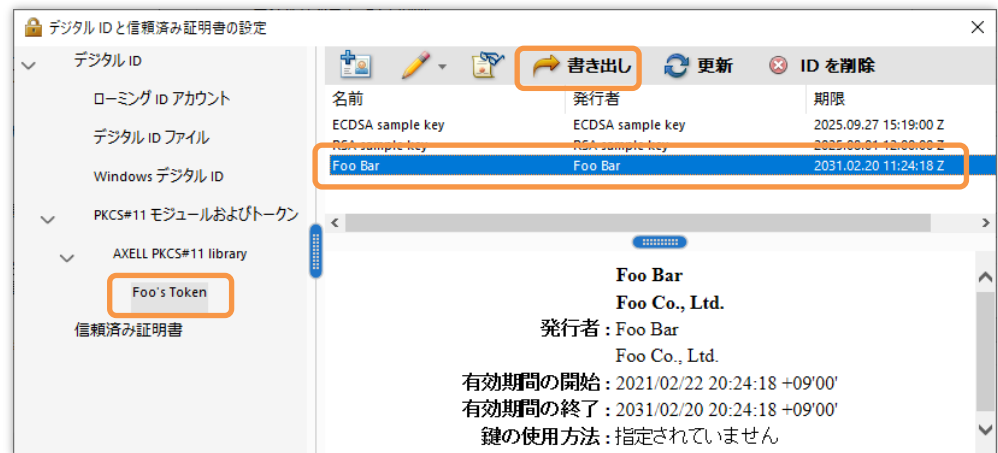 デジタル ID と信頼済み証明書の設定
デジタル ID
ローミング ID アカウント
デジタル ID ファイル
Windows デジタル ID
PKCS#11 モジュールおよびトークン
AXELL PKCS#11 library
Foo's Token
信頼済み証明書
書き出し 更新 ID を削除
名前 発行者 期限
ECDSA sample key ECDSA sample key 2025.09.27 15:19:00 Z
RSA sample key RSA sample key
Foo Bar Foo Bar 2031.02.20 11:24:18 Z
Foo Bar
Foo Co., Ltd.
発行者 : Foo Bar
Foo Co., Ltd.
有効期間の開始 : 2021/02/22 20:24:18 +09'00'
有効期間の終了 : 2031/02/20 20:24:18 +09'00'
鍵の使用方法 : 指定されていません